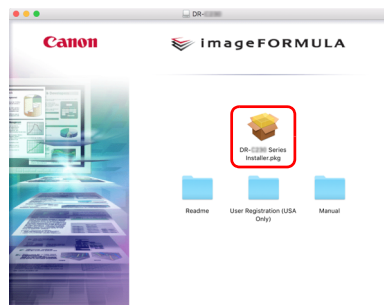 DR-
Canon
imageFORMULA
DR- Series
Installer.pkg
Readme
User Registration (USA
Only)
Manual